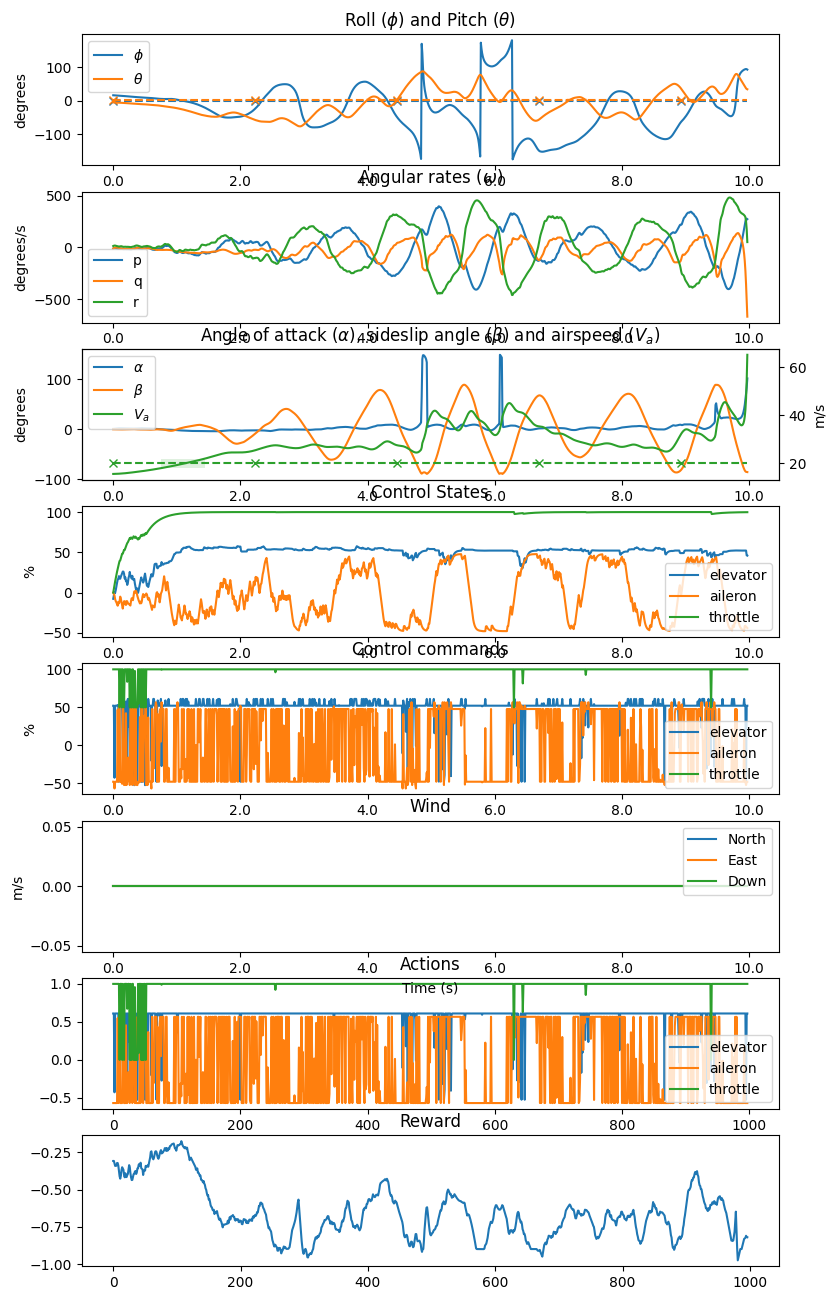 Roll (ϕ) and Pitch (θ)
degrees
100
0
−100
ϕ
θ
0.0 2.0 4.0 6.0 8.0 10.0
Angular rates (ω)
degrees/s
500
0
−500
p
q
r
0.0 2.0 4.0 6.0 8.0 10.0
Angle of attack (α), sideslip angle (β) and airspeed (Vₐ)
degrees
100
0
−100
α
β
Vₐ
60
40
20
m/s
0.0 2.0 4.0 6.0 8.0 10.0
Control States
%
100
50
0
−50
elevator
aileron
throttle
0.0 2.0 4.0 6.0 8.0 10.0
Control commands
%
100
50
0
−50
elevator
aileron
throttle
0.0 2.0 4.0 6.0 8.0 10.0
Wind
m/s
0.05
0.00
−0.05
North
East
Down
0.0 2.0 4.0 6.0 8.0 10.0
Actions
Time (s)
1.0
0.5
0.0
−0.5
elevator
aileron
throttle
0 200 400 600 800 1000
Reward
−0.25
−0.50
−0.75
−1.00
0 200 400 600 800 1000